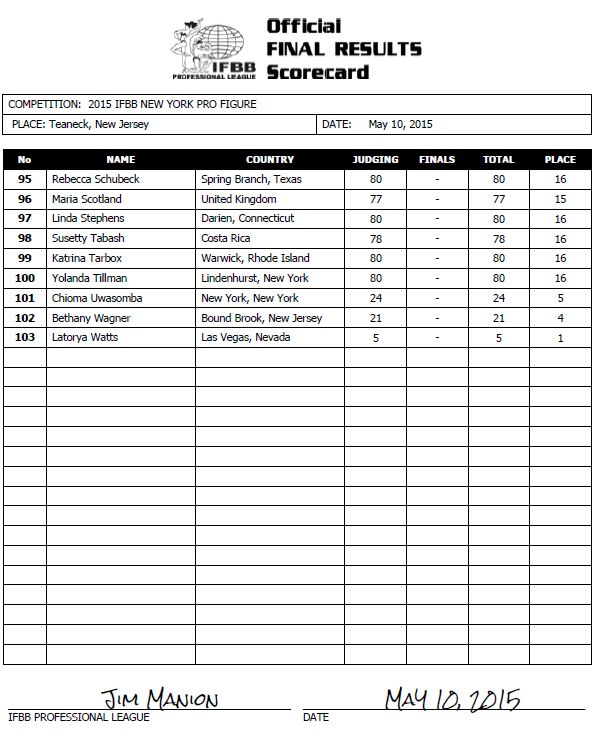 Official
FINAL RESULTS
Scorecard
IFBB
PROFESSIONAL LEAGUE
COMPETITION: 2015 IFBB NEW YORK PRO FIGURE
PLACE: Teaneck, New Jersey DATE: May 10, 2015
No NAME COUNTRY JUDGING FINALS TOTAL PLACE
95 Rebecca Schubeck Spring Branch, Texas 80 - 80 16
96 Maria Scotland United Kingdom 77 - 77 15
97 Linda Stephens Darien, Connecticut 80 - 80 16
98 Susetty Tabash Costa Rica 78 - 78 16
99 Katrina Tarbox Warwick, Rhode Island 80 - 80 16
100 Yolanda Tillman Lindenhurst, New York 80 - 80 16
101 Chioma Uwasomba New York, New York 24 - 24 5
102 Bethany Wagner Bound Brook, New Jersey 21 - 21 4
103 Latorya Watts Las Vegas, Nevada 5 - 5 1
JIM MANION MAY 10, 2015
IFBB PROFESSIONAL LEAGUE DATE